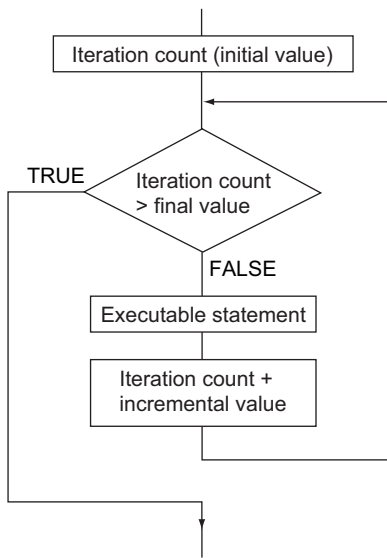 Iteration count (initial value)
TRUE
Iteration count
> final value
FALSE
Executable statement
Iteration count +
incremental value